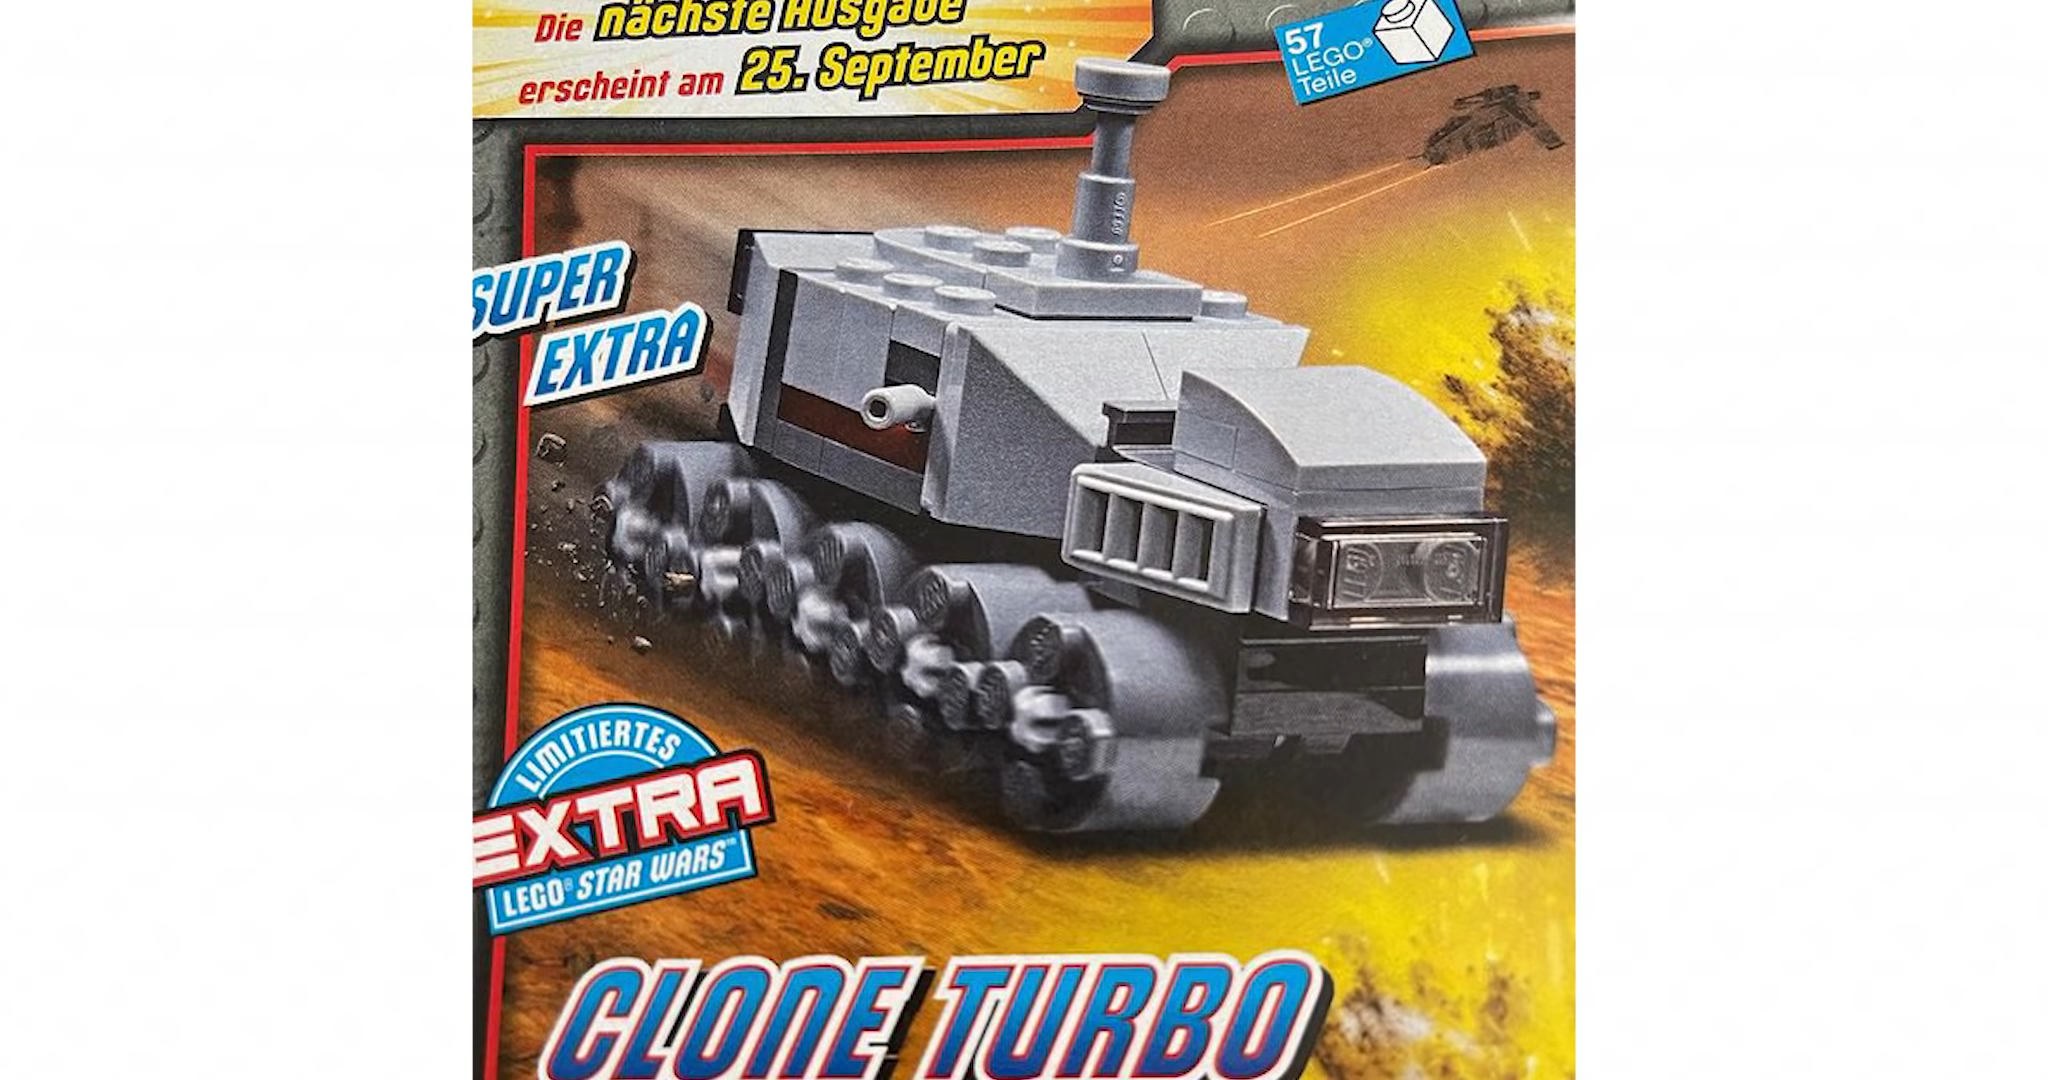 Die nächste Ausgabe
erscheint am 25. September
57
LEGO®
Teile
SUPER
EXTRA
LIMITIERTES
EXTRA
LEGO® STAR WARS™
CLONE TURBO